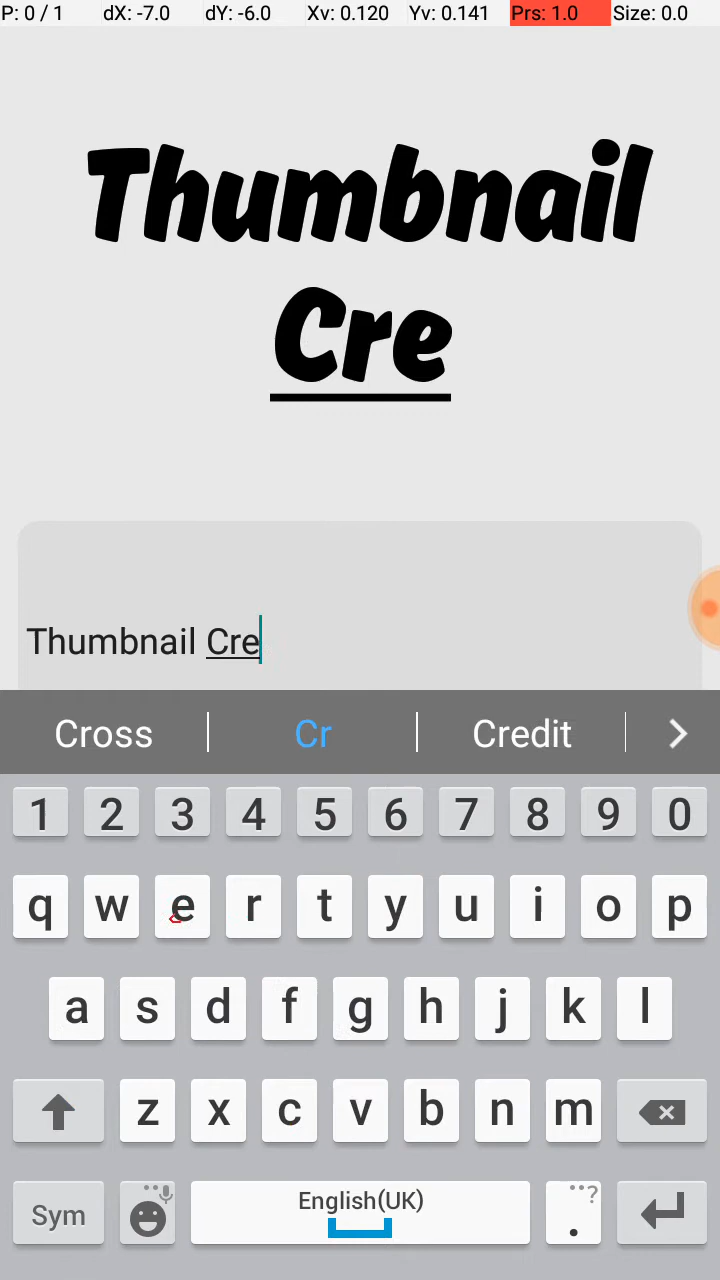 P: 0 / 1 dX: -7.0 dY: -6.0 Xv: 0.120 Yv: 0.141 Prs: 1.0 Size: 0.0
Thumbnail
Cre
Thumbnail Cre
Cross Cr Credit
1 2 3 4 5 6 7 8 9 0
q w e r t y u i o p
a s d f g h j k l
z x c v b n m
Sym English(UK) . ?